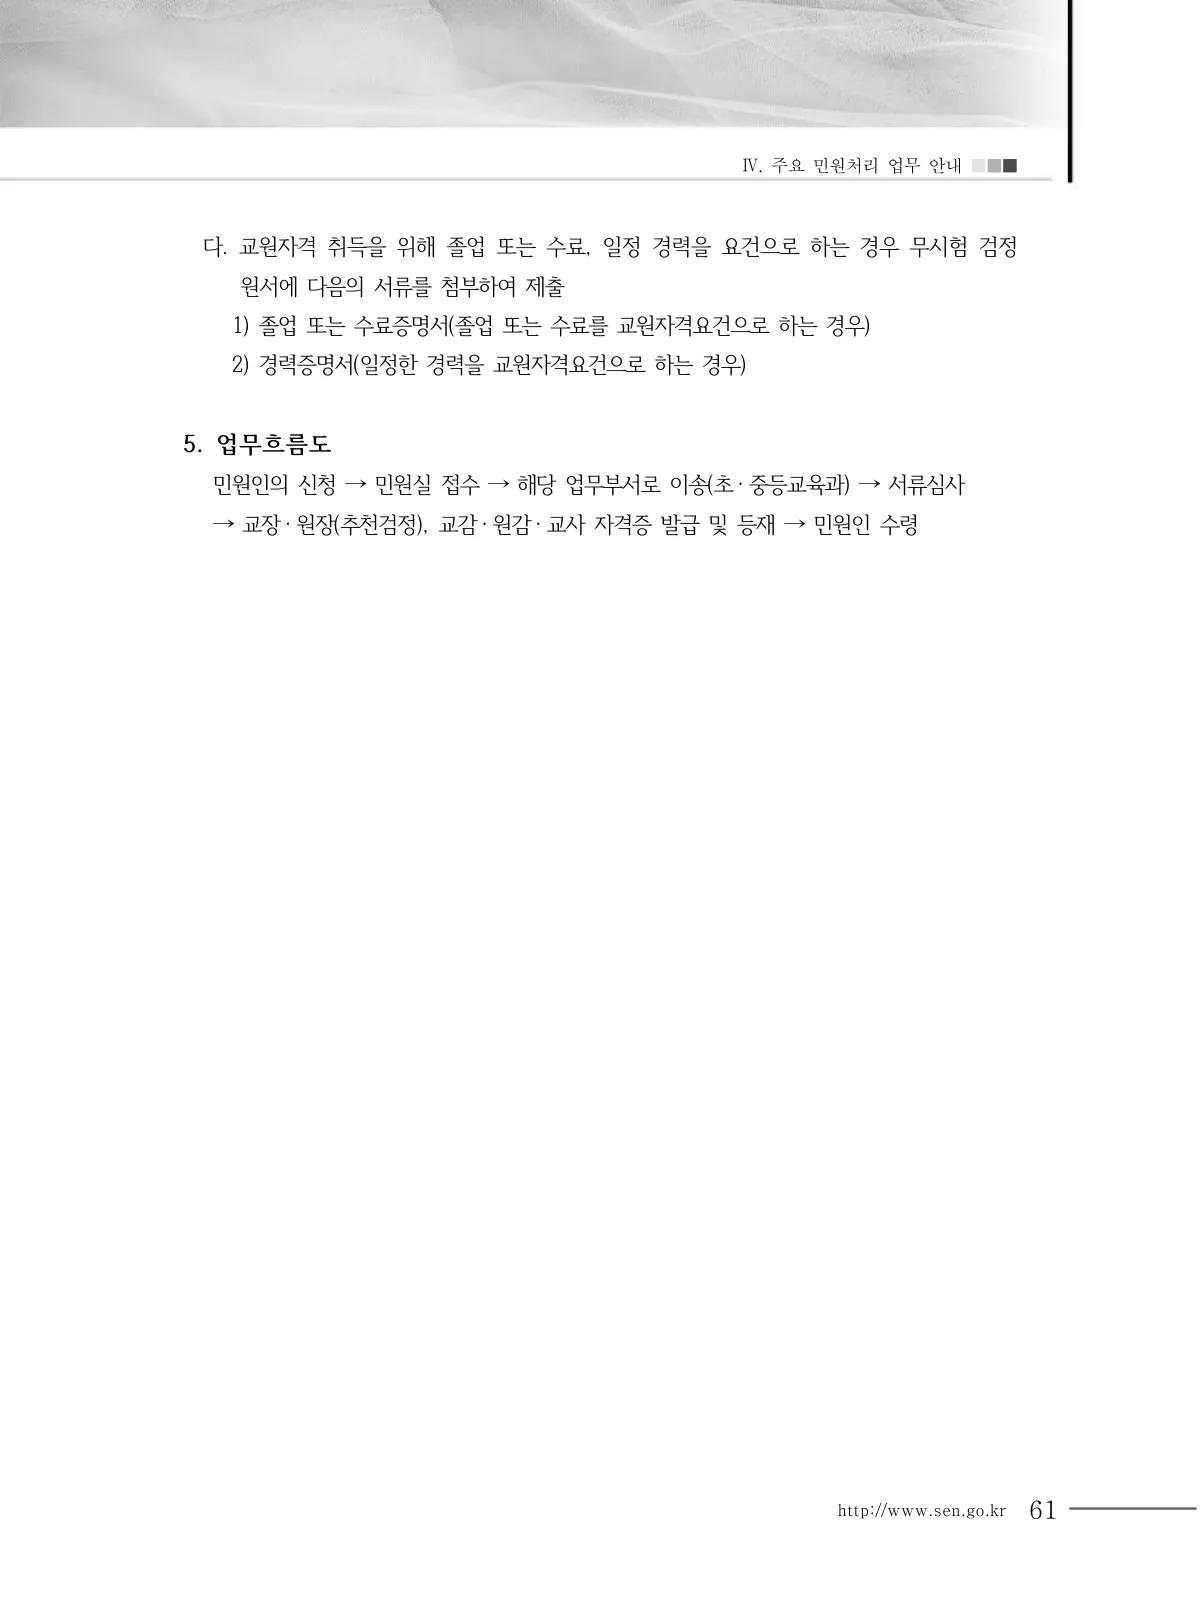 Ⅳ. 주요 민원처리 업무 안내
다. 교원자격 취득을 위해 졸업 또는 수료, 일정 경력을 요건으로 하는 경우 무시험 검정
원서에 다음의 서류를 첨부하여 제출
1) 졸업 또는 수료증명서(졸업 또는 수료를 교원자격요건으로 하는 경우)
2) 경력증명서(일정한 경력을 교원자격요건으로 하는 경우)
5. 업무흐름도
민원인의 신청 → 민원실 접수 → 해당 업무부서로 이송(초·중등교육과) → 서류심사
→ 교장·원장(추천검정), 교감·원감·교사 자격증 발급 및 등재 → 민원인 수령
http://www.sen.go.kr 61